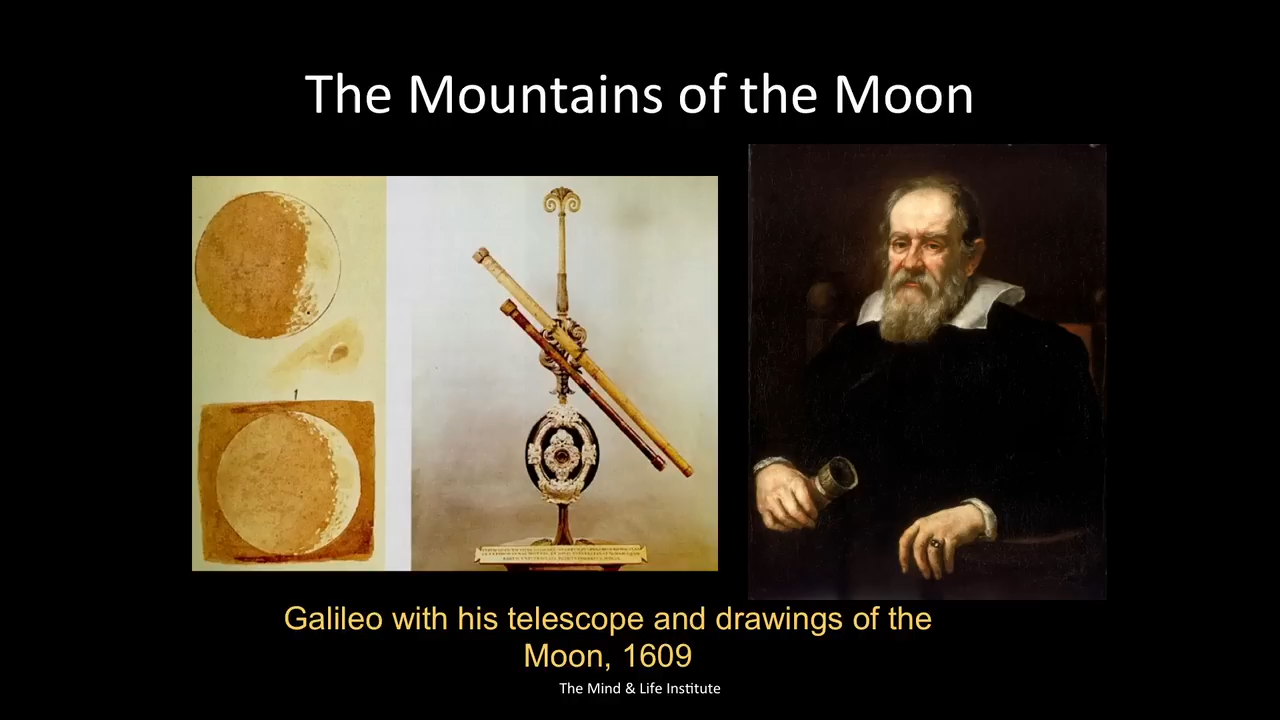 The Mountains of the Moon
1
Galileo with his telescope and drawings of the
Moon, 1609
The Mind & Life Institute